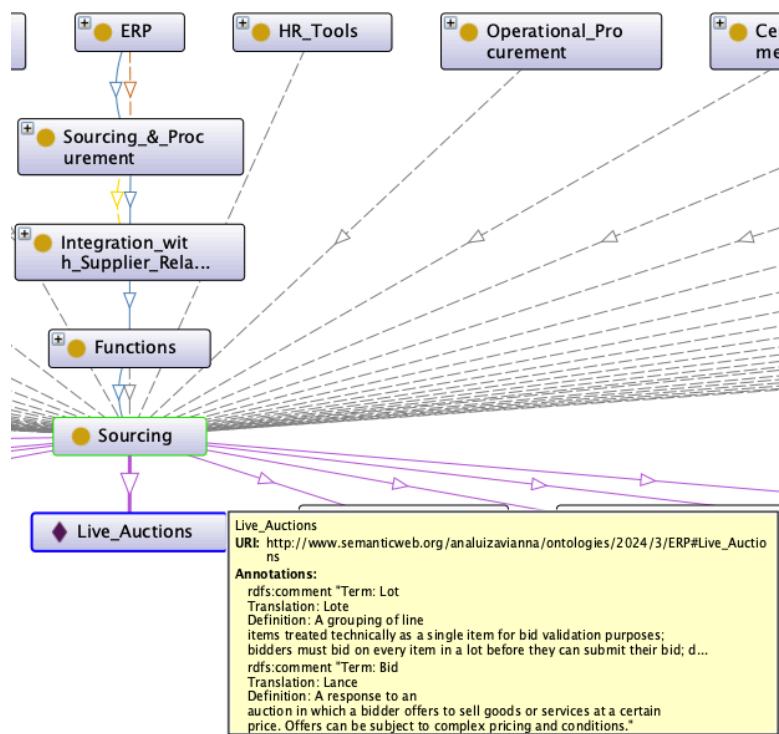 ERP
HR_Tools
Operational_Pro
curement
Ce
me
Sourcing_&_Proc
urement
Integration_wit
h_Supplier_Rela...
Functions
Sourcing
Live_Auctions
Live_Auctions
URI: http://www.semanticweb.org/analuizavianna/ontologies/2024/3/ERP#Live_Auctio
ns
Annotations:
rdfs:comment "Term: Lot
Translation: Lote
Definition: A grouping of line
items treated technically as a single item for bid validation purposes;
bidders must bid on every item in a lot before they can submit their bid; d...
rdfs:comment "Term: Bid
Translation: Lance
Definition: A response to an
auction in which a bidder offers to sell goods or services at a certain
price. Offers can be subject to complex pricing and conditions."